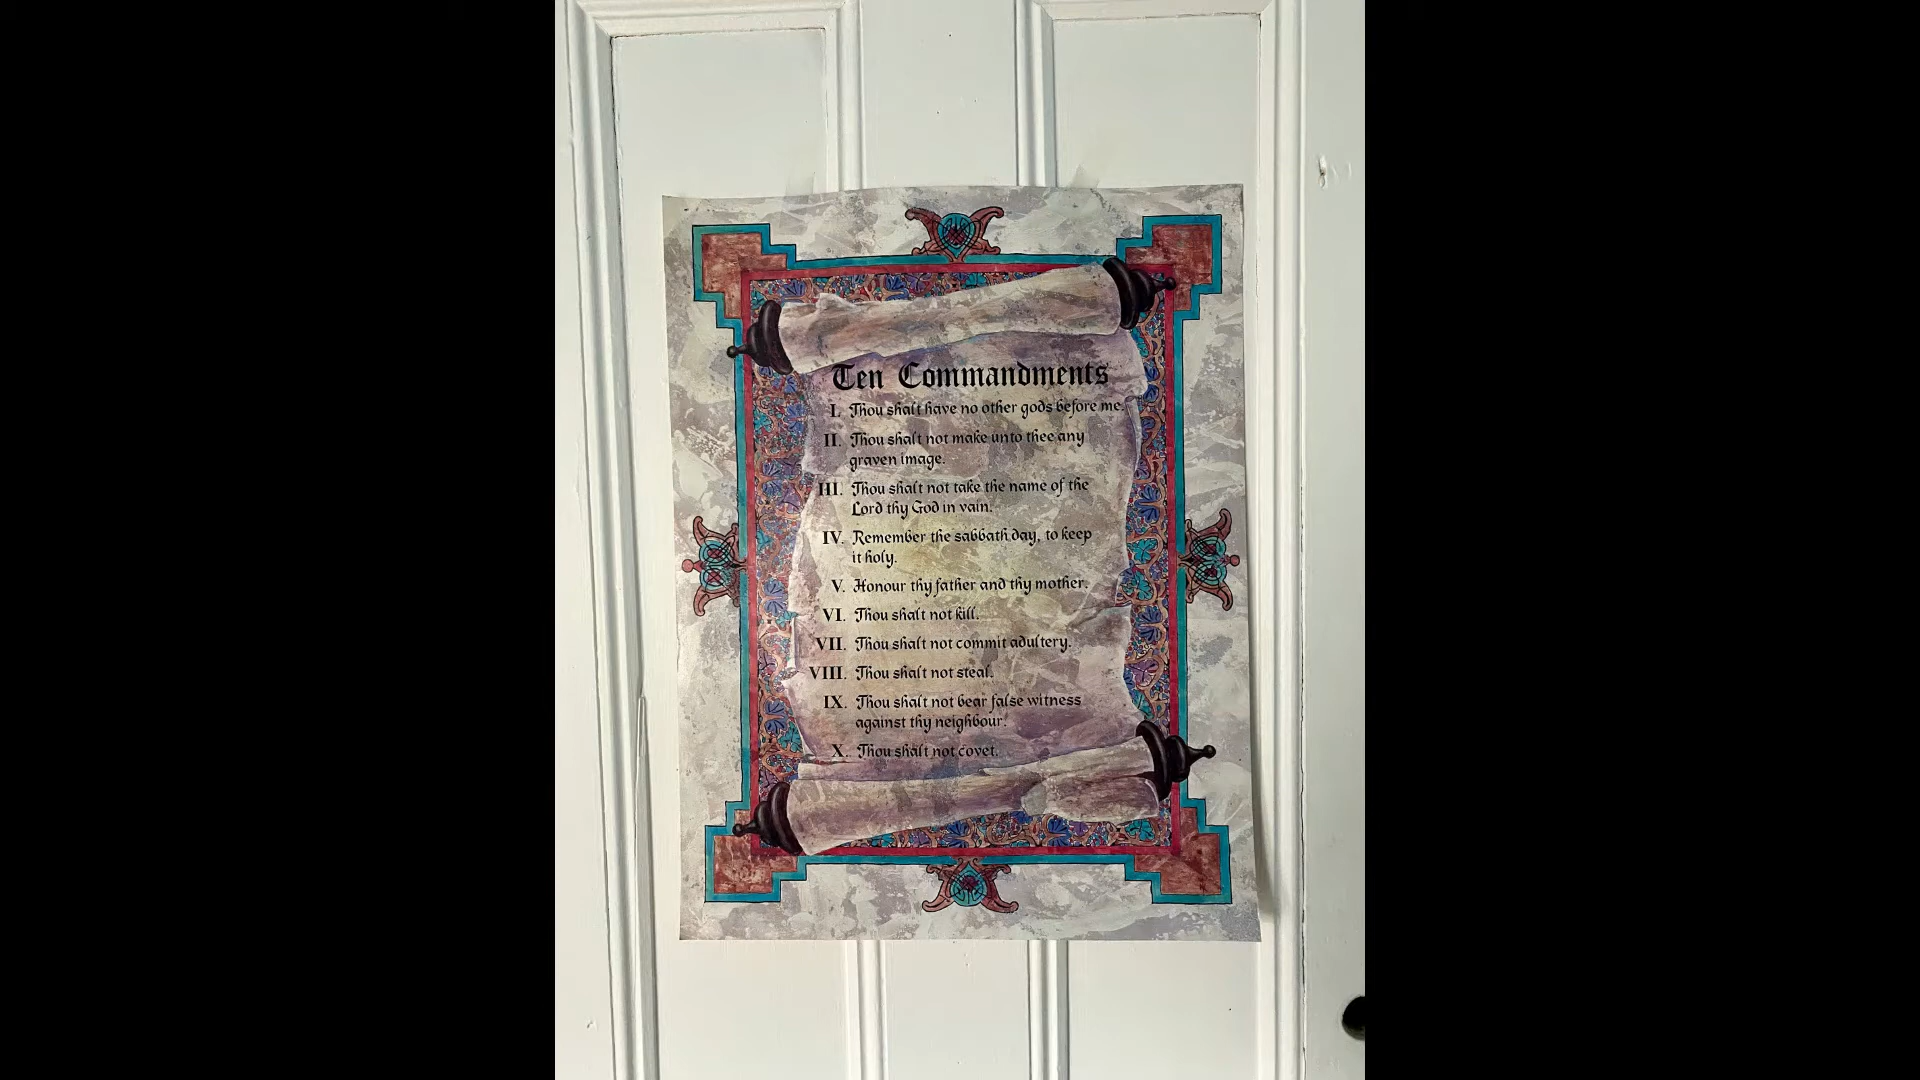 Ten Commandments
I. Thou shalt have no other gods before me.
II. Thou shalt not make unto thee any
graven image.
III. Thou shalt not take the name of the
Lord thy God in vain.
IV. Remember the sabbath day, to keep
it holy.
V. Honour thy father and thy mother.
VI. Thou shalt not kill.
VII. Thou shalt not commit adultery.
VIII. Thou shalt not steal.
IX. Thou shalt not bear false witness
against thy neighbour.
X. Thou shalt not covet.